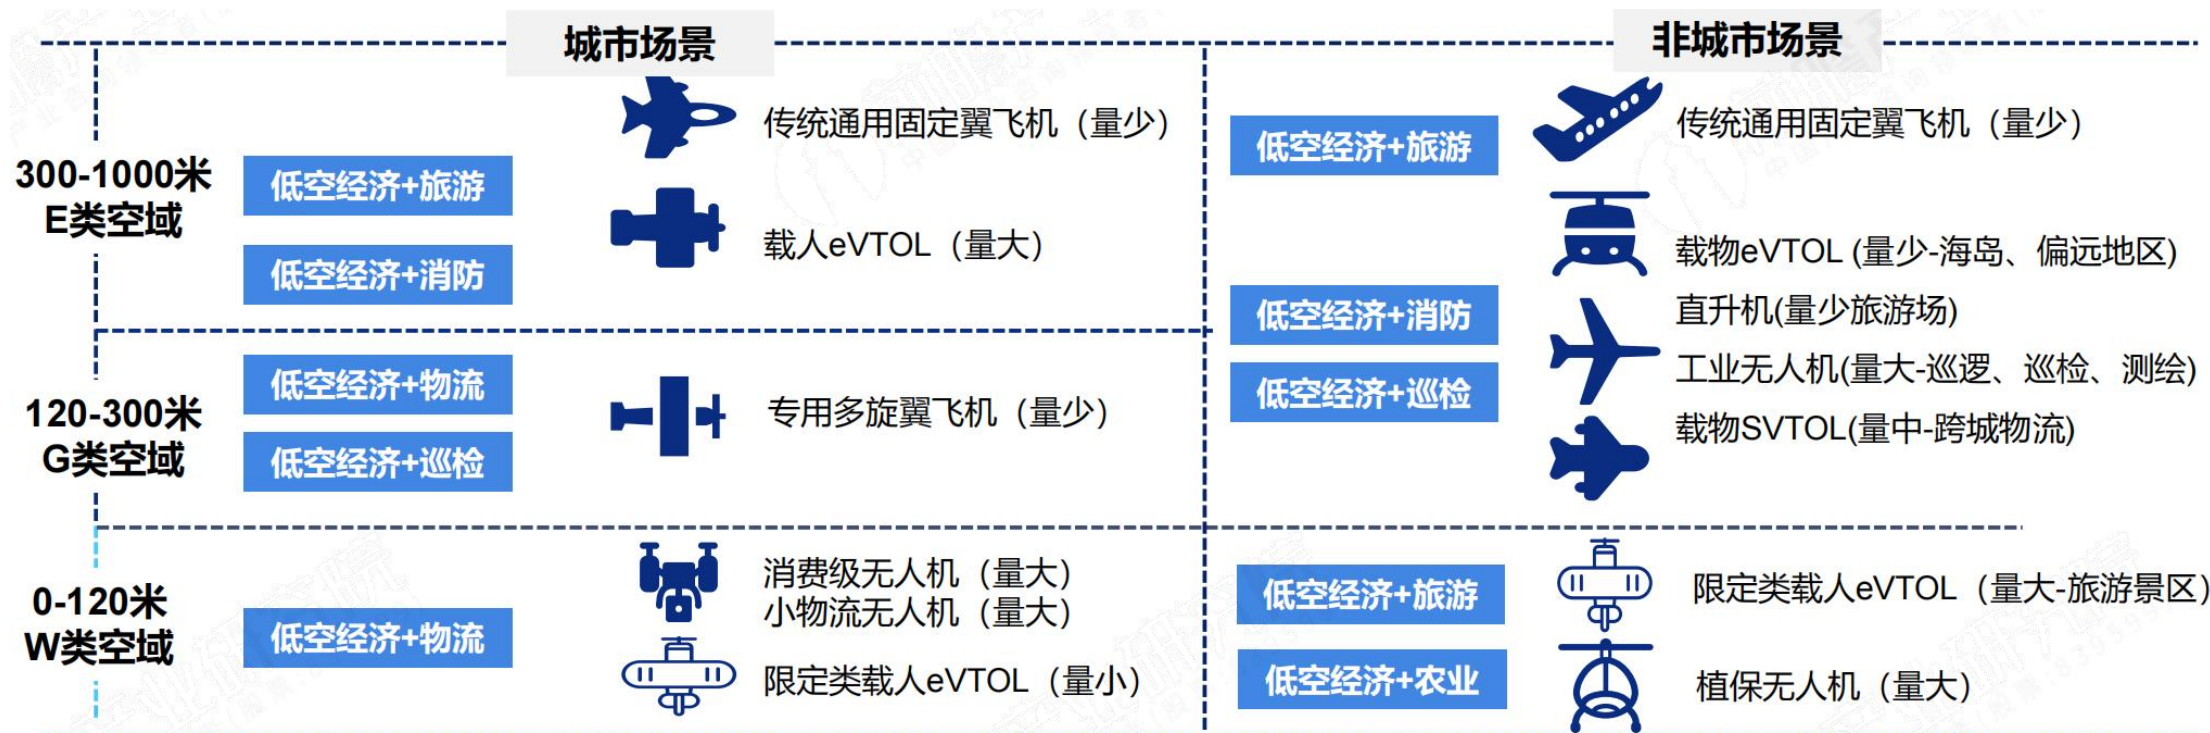 城市场景
非城市场景
300-1000米
E类空域
低空经济+旅游
低空经济+消防
传统通用固定翼飞机（量少）
载人eVTOL（量大）
120-300米
G类空域
低空经济+物流
低空经济+巡检
专用多旋翼飞机（量少）
低空经济+旅游
低空经济+消防
低空经济+巡检
传统通用固定翼飞机（量少）
载物eVTOL (量少-海岛、偏远地区)
直升机(量少旅游场)
工业无人机(量大-巡逻、巡检、测绘)
载物SVTOL(量中-跨城物流)
0-120米
W类空域
低空经济+物流
消费级无人机（量大）
小物流无人机（量大）
限定类载人eVTOL（量小）
低空经济+旅游
低空经济+农业
限定类载人eVTOL（量大-旅游景区）
植保无人机（量大）